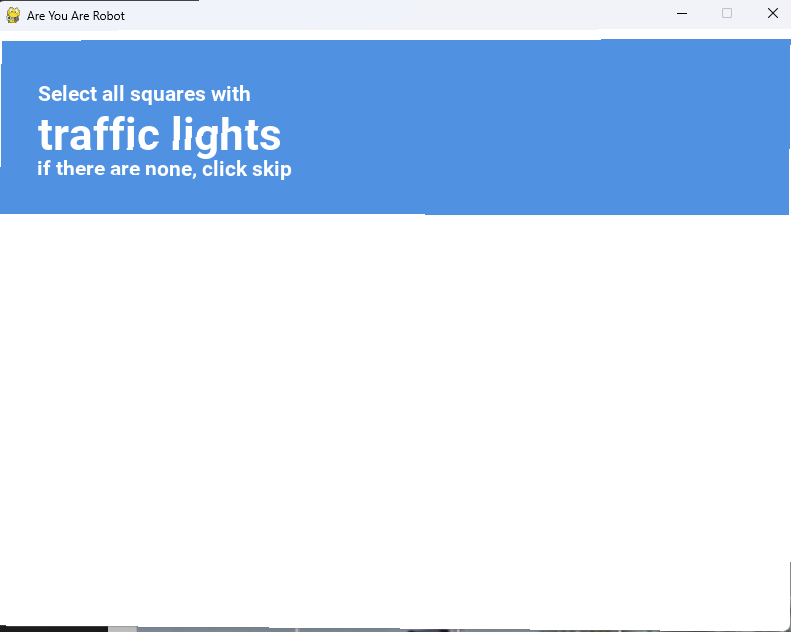 Are You Are Robot
Select all squares with
traffic lights
if there are none, click skip